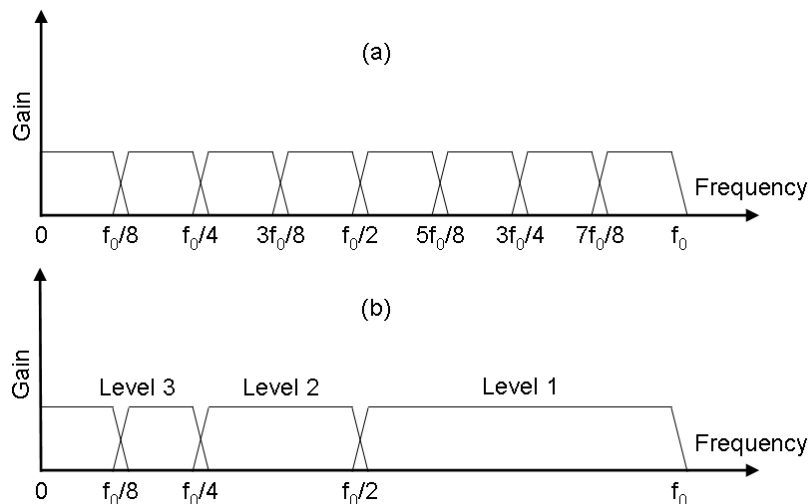 (a)
Gain
Frequency
0 f₀/8 f₀/4 3f₀/8 f₀/2 5f₀/8 3f₀/4 7f₀/8 f₀
(b)
Gain
Level 3 Level 2 Level 1
Frequency
0 f₀/8 f₀/4 f₀/2 f₀